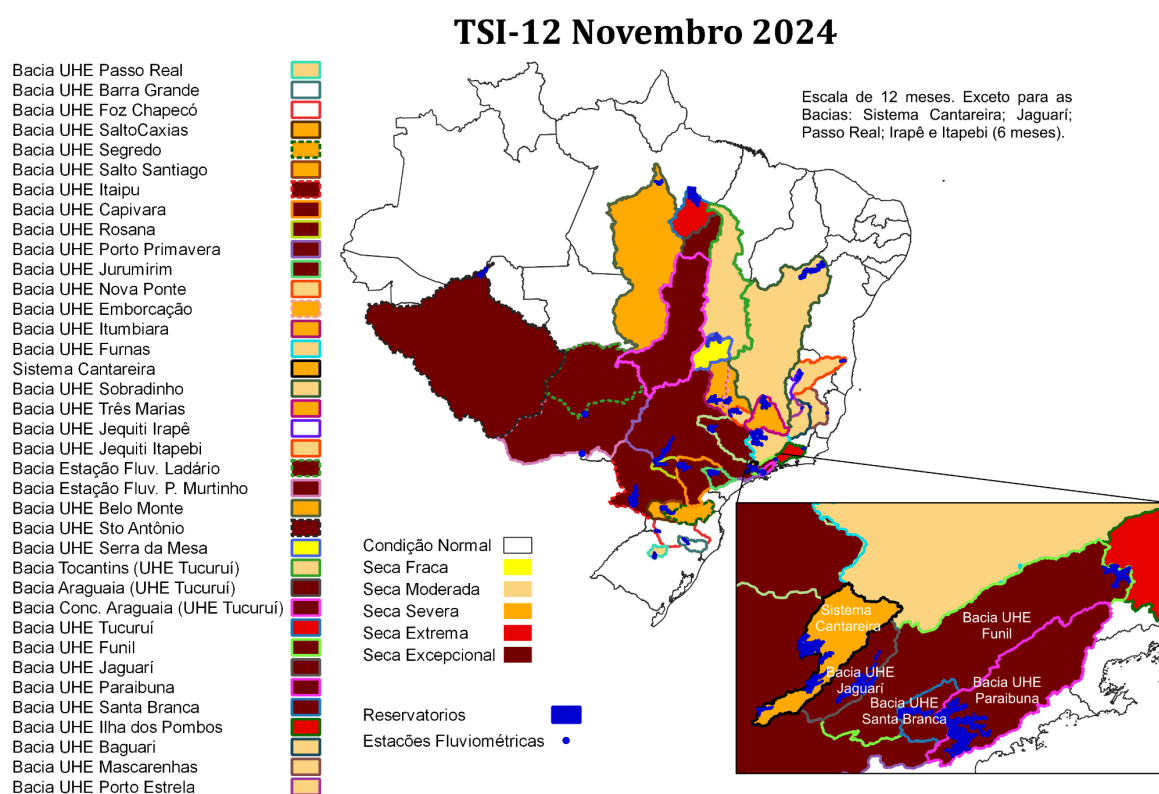 TSI-12 Novembro 2024
Bacia UHE Passo Real
Bacia UHE Barra Grande
Bacia UHE Foz Chapecó
Bacia UHE SaltoCaxias
Bacia UHE Segredo
Bacia UHE Salto Santiago
Bacia UHE Itaipu
Bacia UHE Capivara
Bacia UHE Rosana
Bacia UHE Porto Primavera
Bacia UHE Jurumirim
Bacia UHE Nova Ponte
Bacia UHE Emborcação
Bacia UHE Itumbiara
Bacia UHE Furnas
Sistema Cantareira
Bacia UHE Sobradinho
Bacia UHE Três Marias
Bacia UHE Jequiti Irapê
Bacia UHE Jequiti Itapebi
Bacia Estação Fluv. Ladário
Bacia Estação Fluv. P. Murtinho
Bacia UHE Belo Monte
Bacia UHE Sto Antônio
Bacia UHE Serra da Mesa
Bacia Tocantins (UHE Tucuruí)
Bacia Araguaia (UHE Tucuruí)
Bacia Conc. Araguaia (UHE Tucuruí)
Bacia UHE Tucuruí
Bacia UHE Funil
Bacia UHE Jaguarí
Bacia UHE Paraibuna
Bacia UHE Santa Branca
Bacia UHE Ilha dos Pombos
Bacia UHE Baguari
Bacia UHE Mascarenhas
Bacia UHE Porto Estrela
Escala de 12 meses. Exceto para as
Bacias: Sistema Cantareira; Jaguarí;
Passo Real; Irapê e Itapebi (6 meses).
Condição Normal
Seca Fraca
Seca Moderada
Seca Severa
Seca Extrema
Seca Excepcional
Reservatorios
Estacões Fluviométricas
Sistema
Cantareira
Bacia UHE
Funil
Bacia UHE
Jaguarí
Bacia UHE
Paraibuna
Bacia UHE
Santa Branca